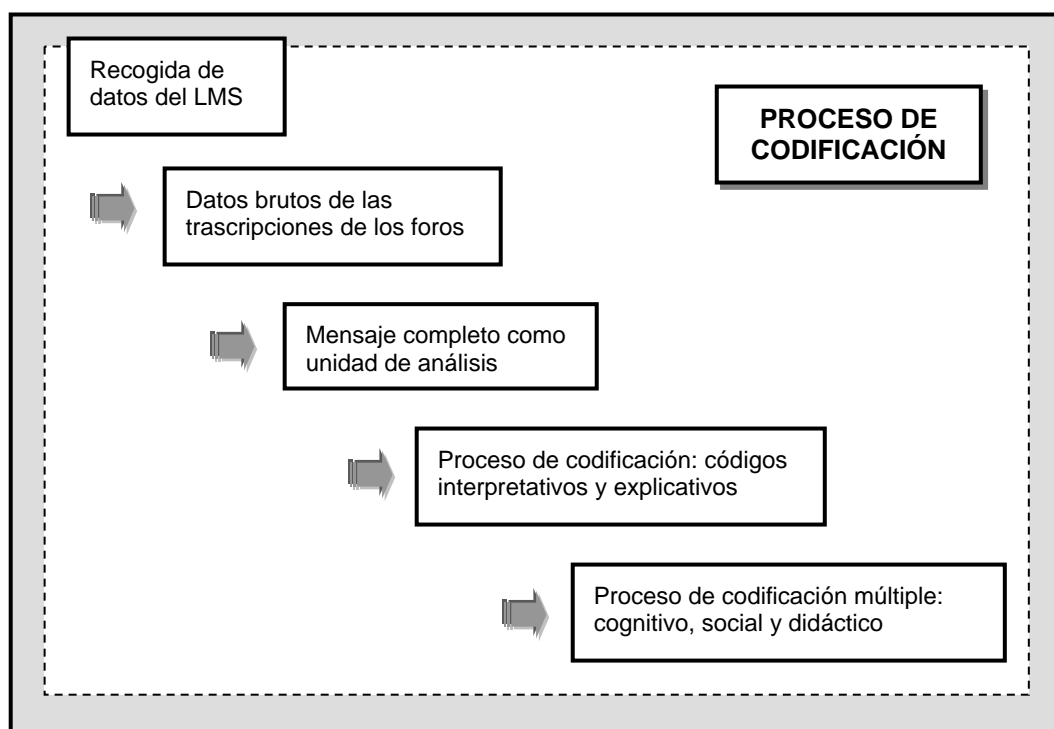 Recogida de
datos del LMS
PROCESO DE
CODIFICACIÓN
Datos brutos de las
trascripciones de los foros
Mensaje completo como
unidad de análisis
Proceso de codificación: códigos
interpretativos y explicativos
Proceso de codificación múltiple:
cognitivo, social y didáctico